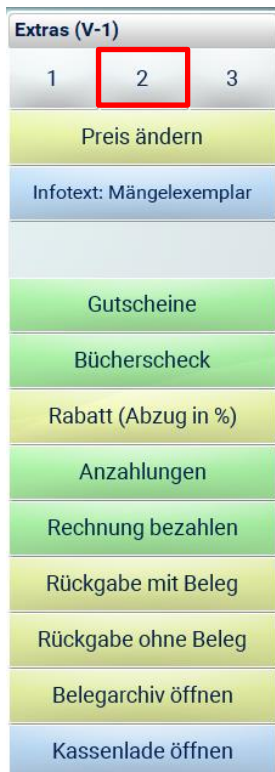 Extras (V-1)
1 2 3
Preis ändern
Infotext: Mängelexemplar
Gutscheine
Bücherscheck
Rabatt (Abzug in %)
Anzahlungen
Rechnung bezahlen
Rückgabe mit Beleg
Rückgabe ohne Beleg
Belegarchiv öffnen
Kassenlade öffnen